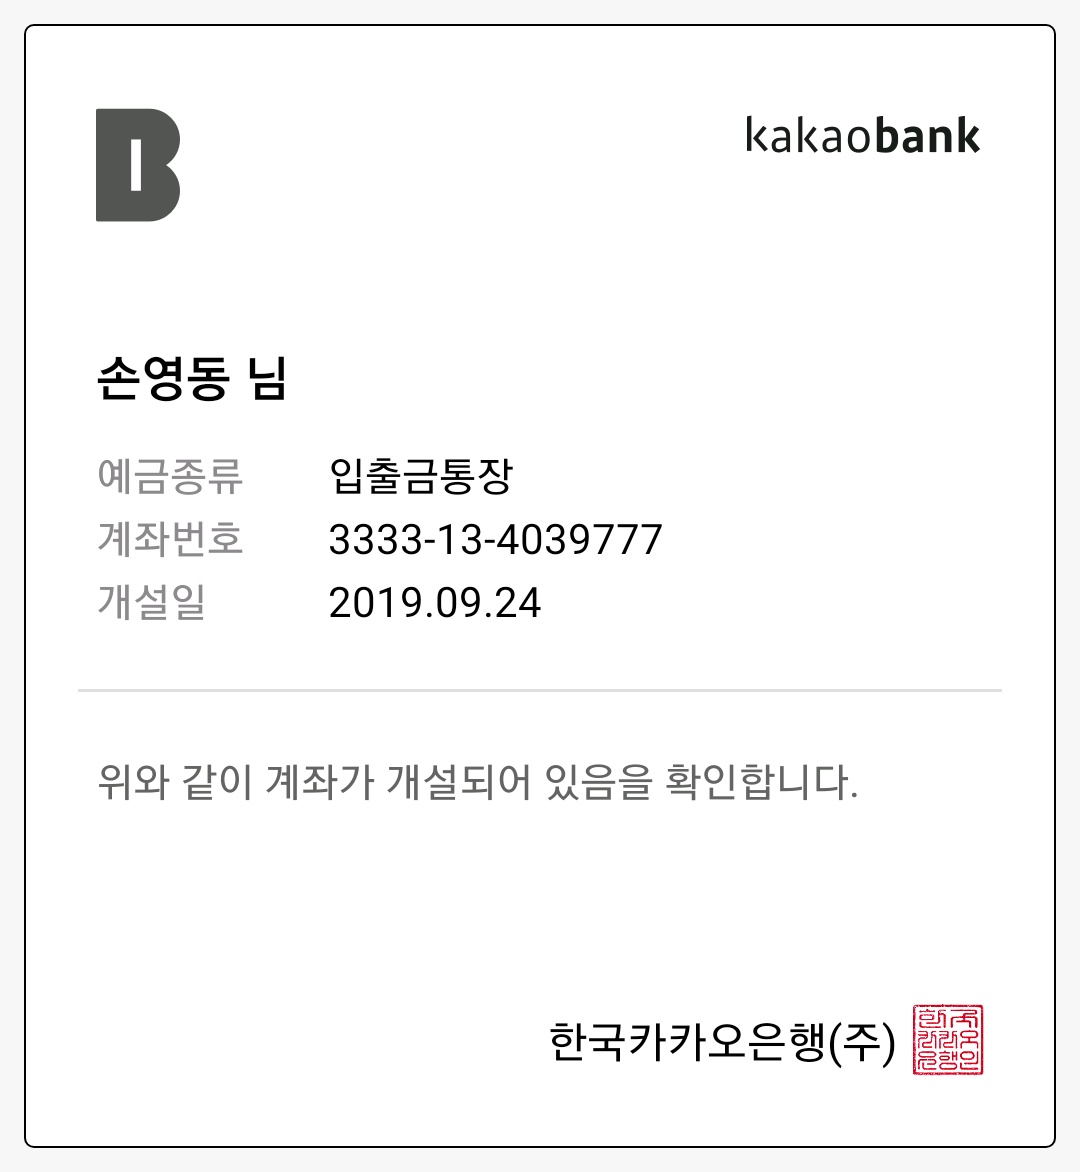 B
kakaobank
손영동 님
예금종류 입출금통장
계좌번호 3333-13-4039777
개설일 2019.09.24
위와 같이 계좌가 개설되어 있음을 확인합니다.
한국카카오은행(주)
한국
카카오
은행인